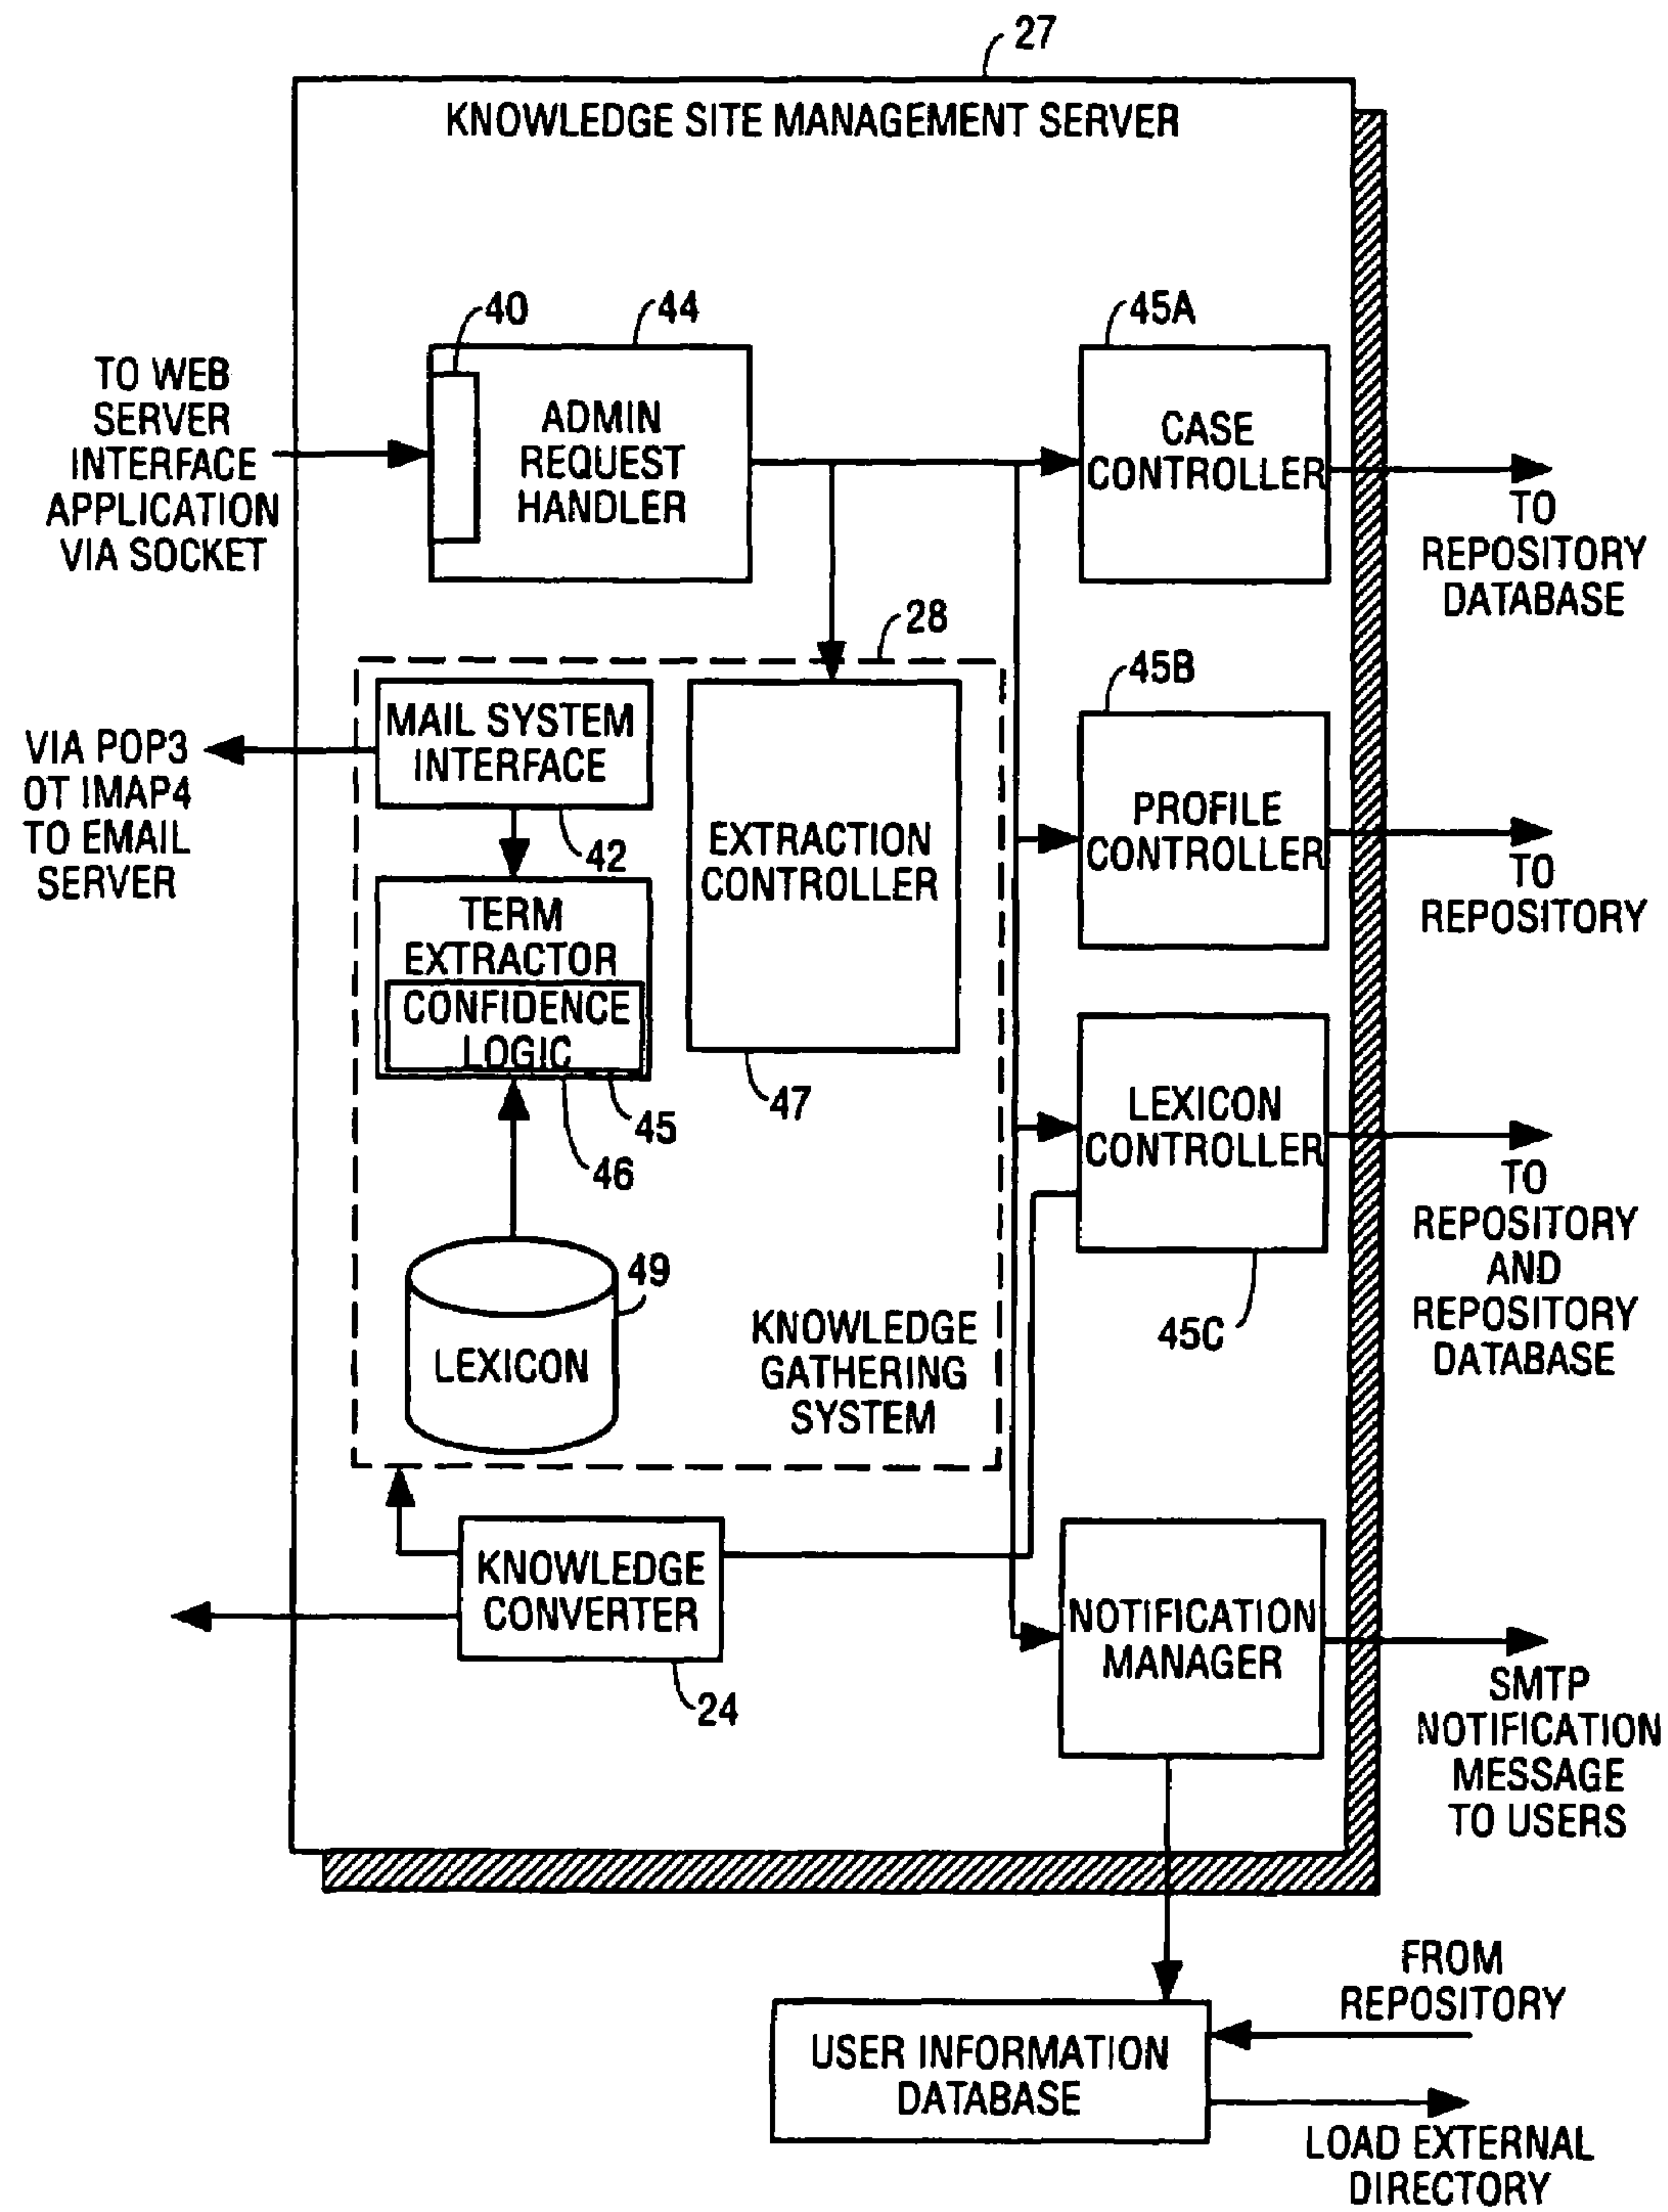 27
KNOWLEDGE SITE MANAGEMENT SERVER
40
44
45A
TO WEB
SERVER
INTERFACE
APPLICATION
VIA SOCKET
ADMIN
REQUEST
HANDLER
CASE
CONTROLLER
TO
REPOSITORY
DATABASE
28
45B
MAIL SYSTEM
INTERFACE
VIA POP3
OT IMAP4
TO EMAIL
SERVER
42
EXTRACTION
CONTROLLER
PROFILE
CONTROLLER
TO
REPOSITORY
TERM
EXTRACTOR
CONFIDENCE
LOGIC
47
45
46
LEXICON
CONTROLLER
TO
REPOSITORY
AND
REPOSITORY
DATABASE
45C
49
LEXICON
KNOWLEDGE
GATHERING
SYSTEM
KNOWLEDGE
CONVERTER
24
NOTIFICATION
MANAGER
SMTP
NOTIFICATION
MESSAGE
TO USERS
FROM
REPOSITORY
USER INFORMATION
DATABASE
LOAD EXTERNAL
DIRECTORY